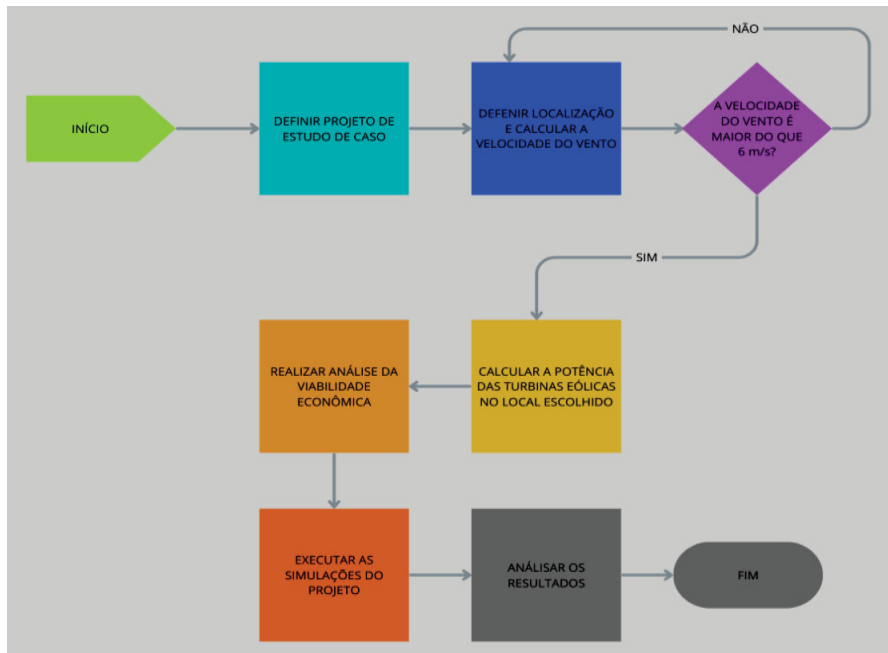 INÍCIO
DEFINIR PROJETO DE
ESTUDO DE CASO
DEFENIR LOCALIZAÇÃO
E CALCULAR A
VELOCIDADE DO VENTO
A VELOCIDADE
DO VENTO É
MAIOR DO QUE
6 m/s?
NÃO
SIM
CALCULAR A POTÊNCIA
DAS TURBINAS EÓLICAS
NO LOCAL ESCOLHIDO
REALIZAR ANÁLISE DA
VIABILIDADE
ECONÔMICA
EXECUTAR AS
SIMULAÇÕES DO
PROJETO
ANÁLISAR OS
RESULTADOS
FIM